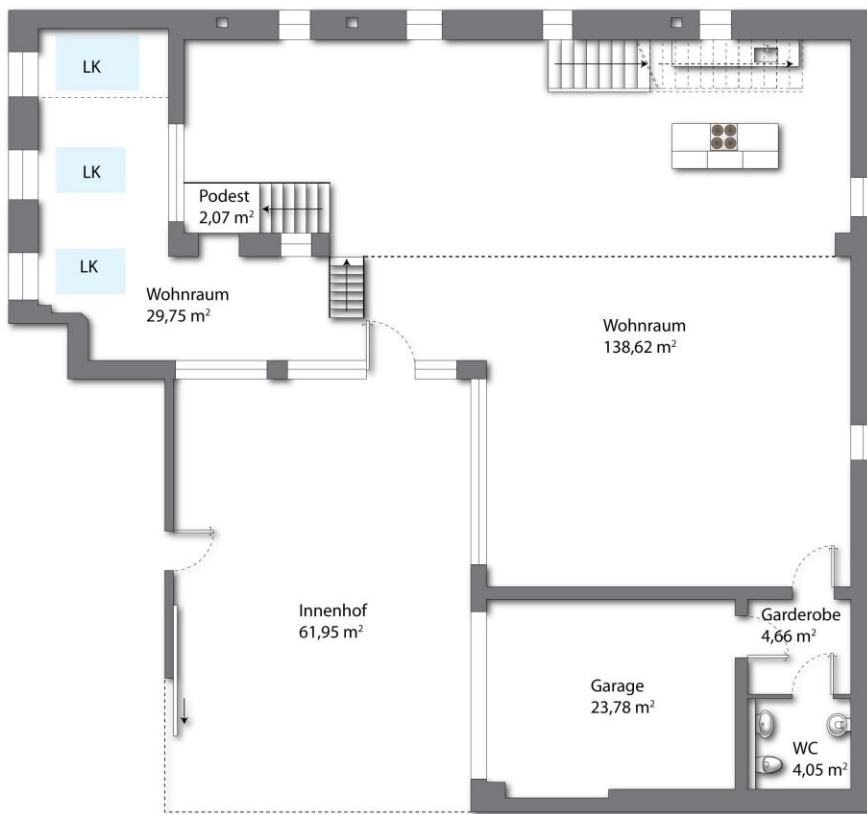 LK
LK
Podest
2,07 m²
LK
Wohnraum
29,75 m²
Wohnraum
138,62 m²
Innenhof
61,95 m²
Garderobe
4,66 m²
Garage
23,78 m²
WC
4,05 m²